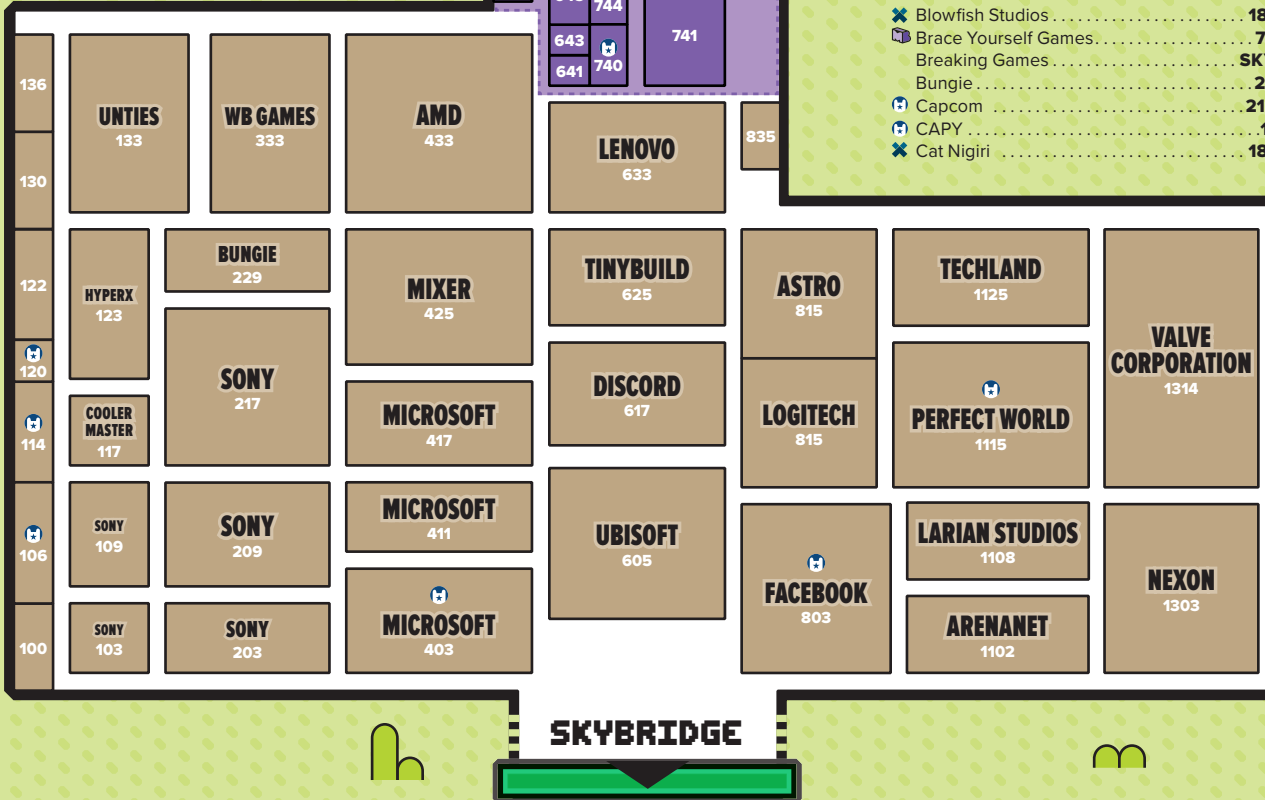 744
643
740
641
741
Blowfish Studios
Brace Yourself Games
Breaking Games
Bungie
Capcom
CAPY
Cat Nigiri
136
130
122
120
114
106
100
UNTIES
133
WB GAMES
333
AMD
433
LENOVO
633
835
HYPERX
123
BUNGIE
229
MIXER
425
TINYBUILD
625
ASTRO
815
TECHLAND
1125
VALVE
CORPORATION
1314
SONY
217
COOLER
MASTER
117
MICROSOFT
417
DISCORD
617
LOGITECH
815
PERFECT WORLD
1115
SONY
109
SONY
209
MICROSOFT
411
UBISOFT
605
FACEBOOK
803
LARIAN STUDIOS
1108
NEXON
1303
SONY
103
SONY
203
MICROSOFT
403
ARENANET
1102
SKYBRIDGE